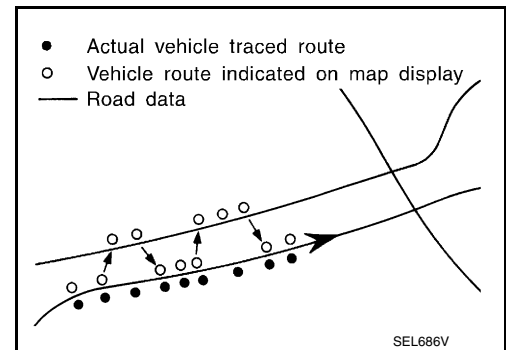 Actual vehicle traced route
Vehicle route indicated on map display
Road data
SEL686V